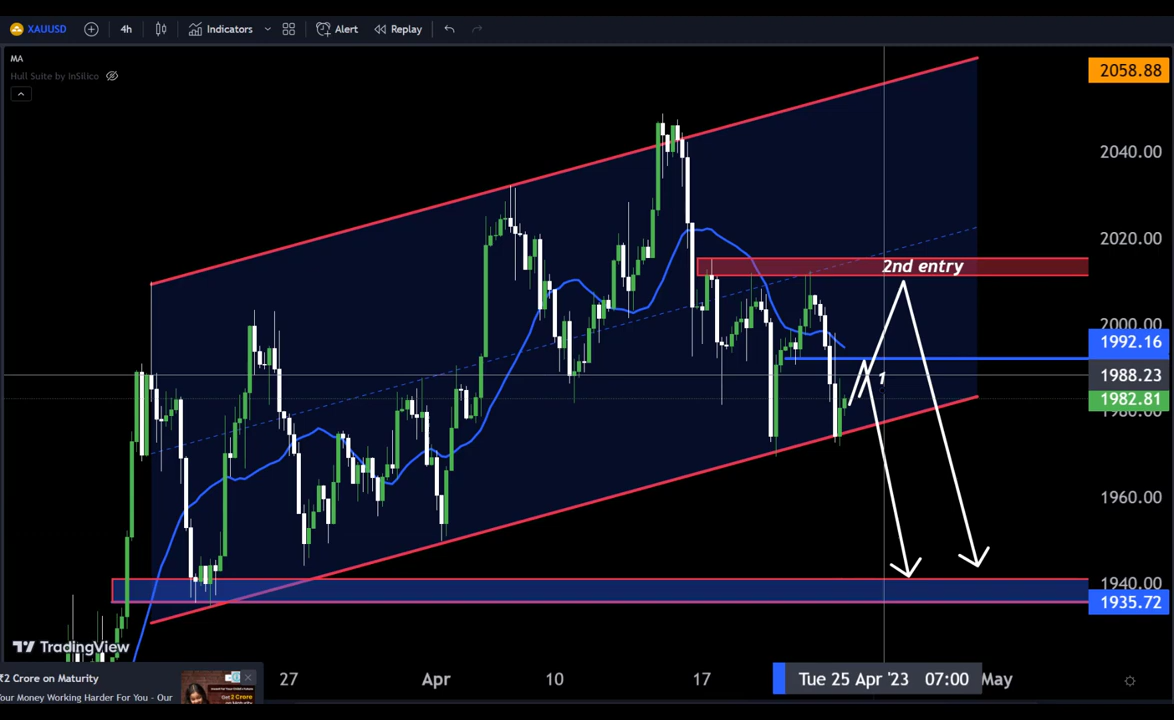 XAUUSD
4h
Indicators
Alert
Replay
MA
Hull Suite by InSilico
2058.88
2040.00
2020.00
2nd entry
2000.00
1992.16
1988.23
1
1982.81
1960.00
1940.00
1935.72
TradingView
27
Apr
10
17
Tue 25 Apr '23 07:00
May
₹2 Crore on Maturity
Your Money Working Harder For You - Our